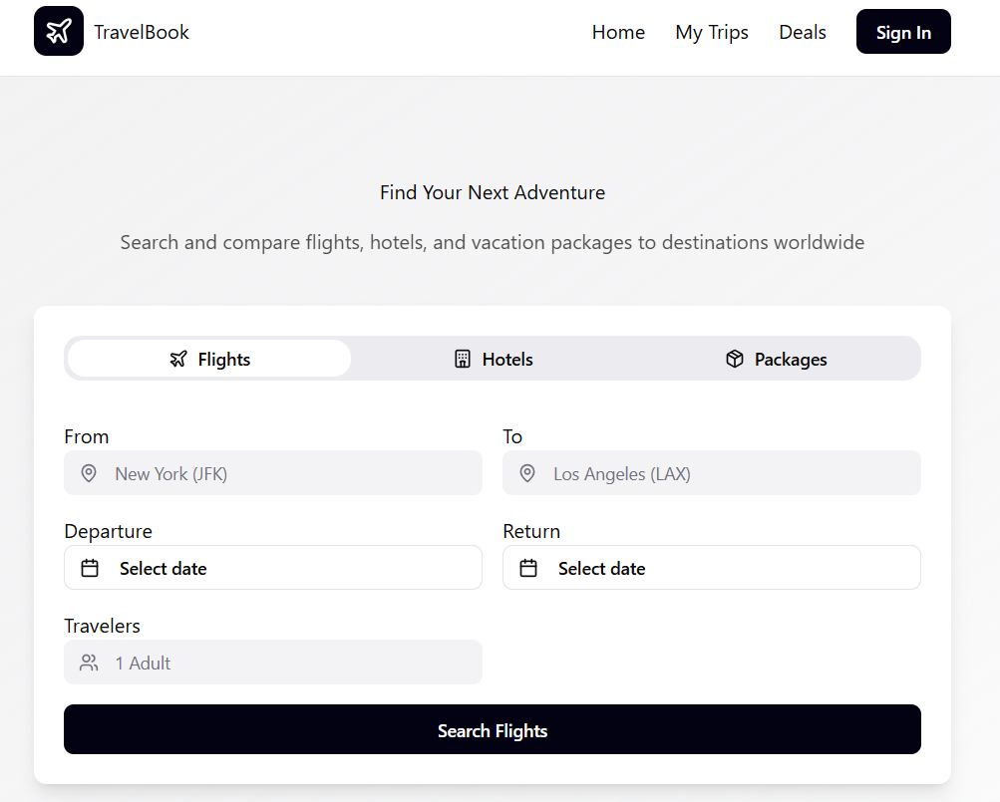 TravelBook Home My Trips Deals Sign In
Find Your Next Adventure
Search and compare flights, hotels, and vacation packages to destinations worldwide
Flights Hotels Packages
From To
New York (JFK) Los Angeles (LAX)
Departure Return
Select date Select date
Travelers
1 Adult
Search Flights